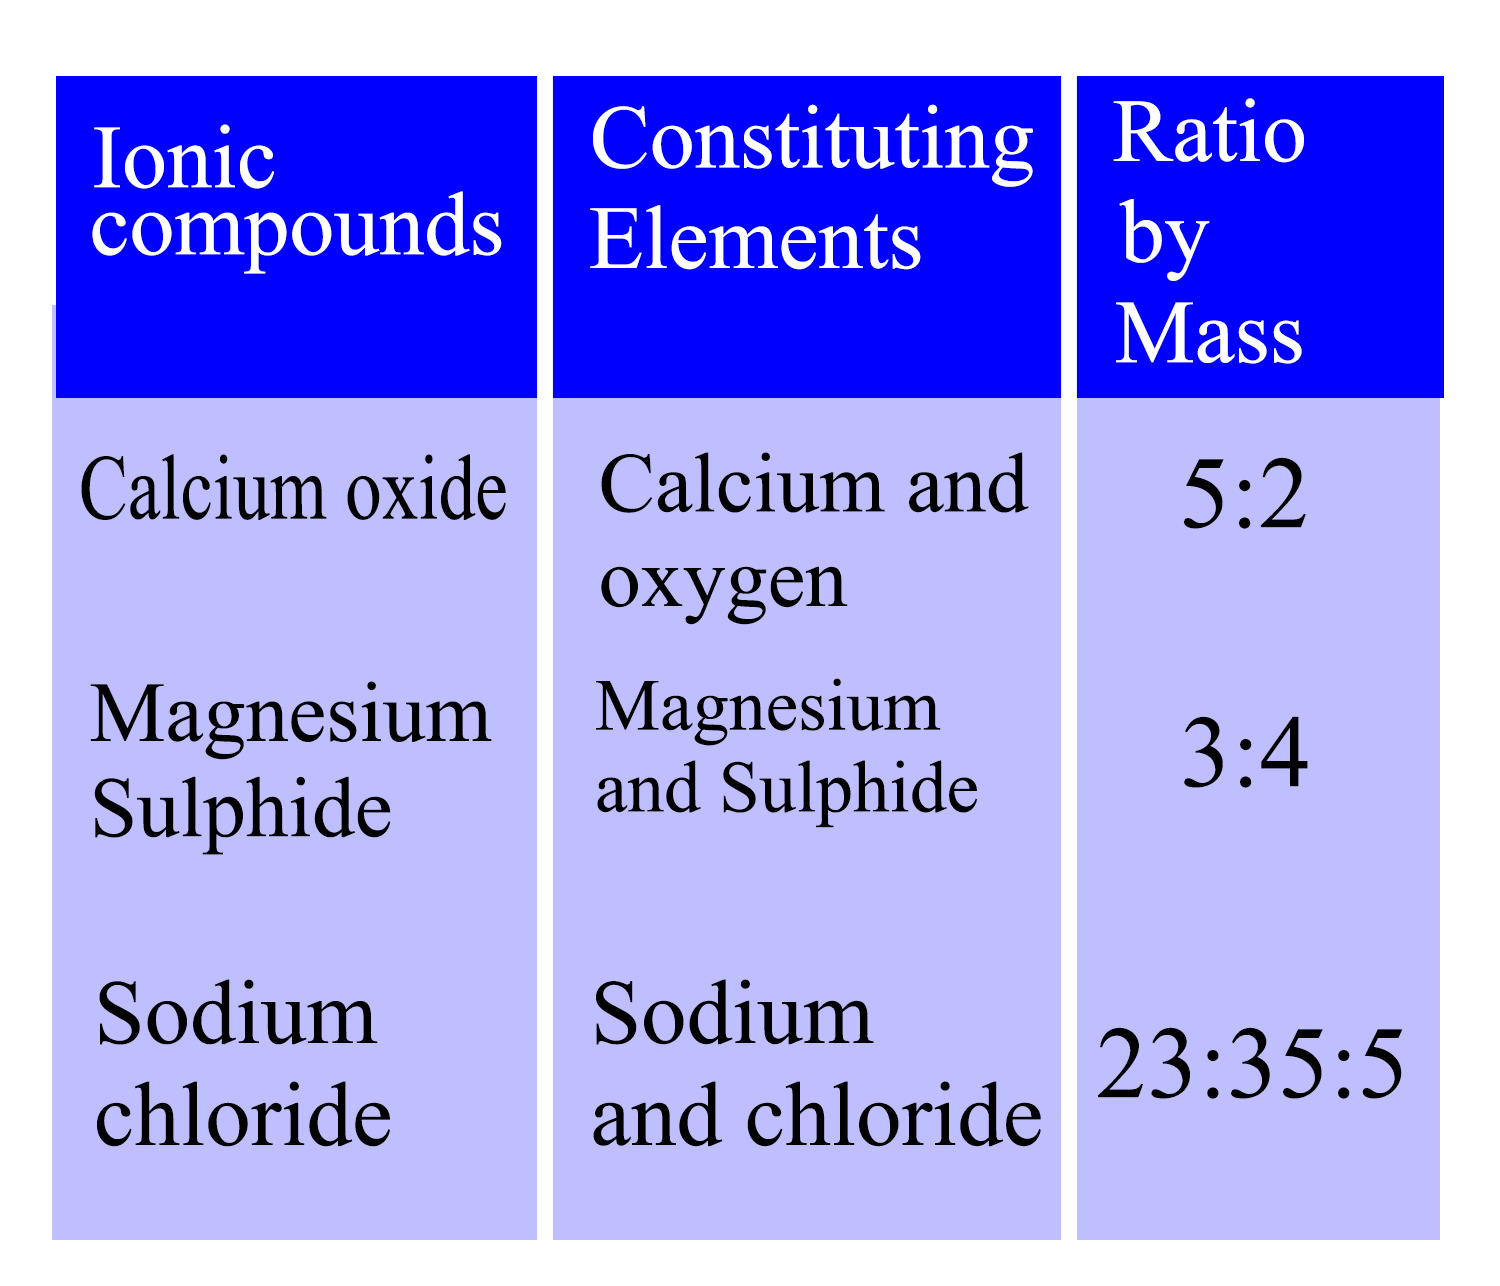 Ionic
compounds
Constituting
Elements
Ratio
by
Mass
Calcium oxide
Calcium and
oxygen
5:2
Magnesium
Sulphide
Magnesium
and Sulphide
3:4
Sodium
chloride
Sodium
and chloride
23:35:5